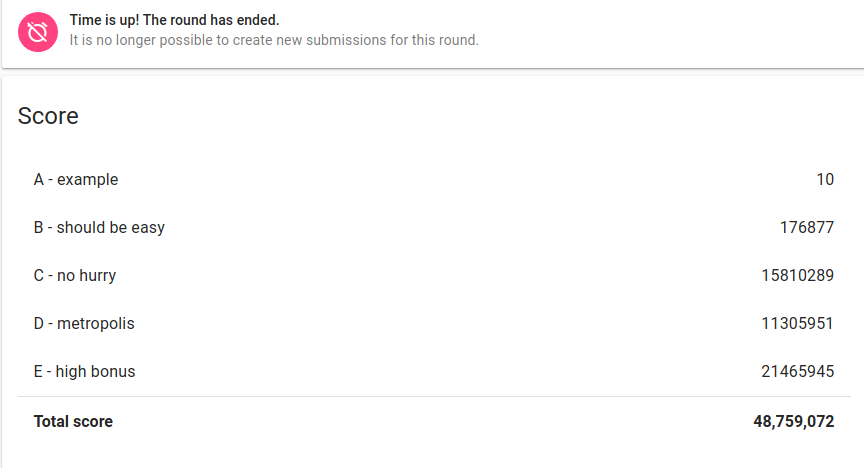 Time is up! The round has ended.
It is no longer possible to create new submissions for this round.
Score
A - example 10
B - should be easy 176877
C - no hurry 15810289
D - metropolis 11305951
E - high bonus 21465945
Total score 48,759,072